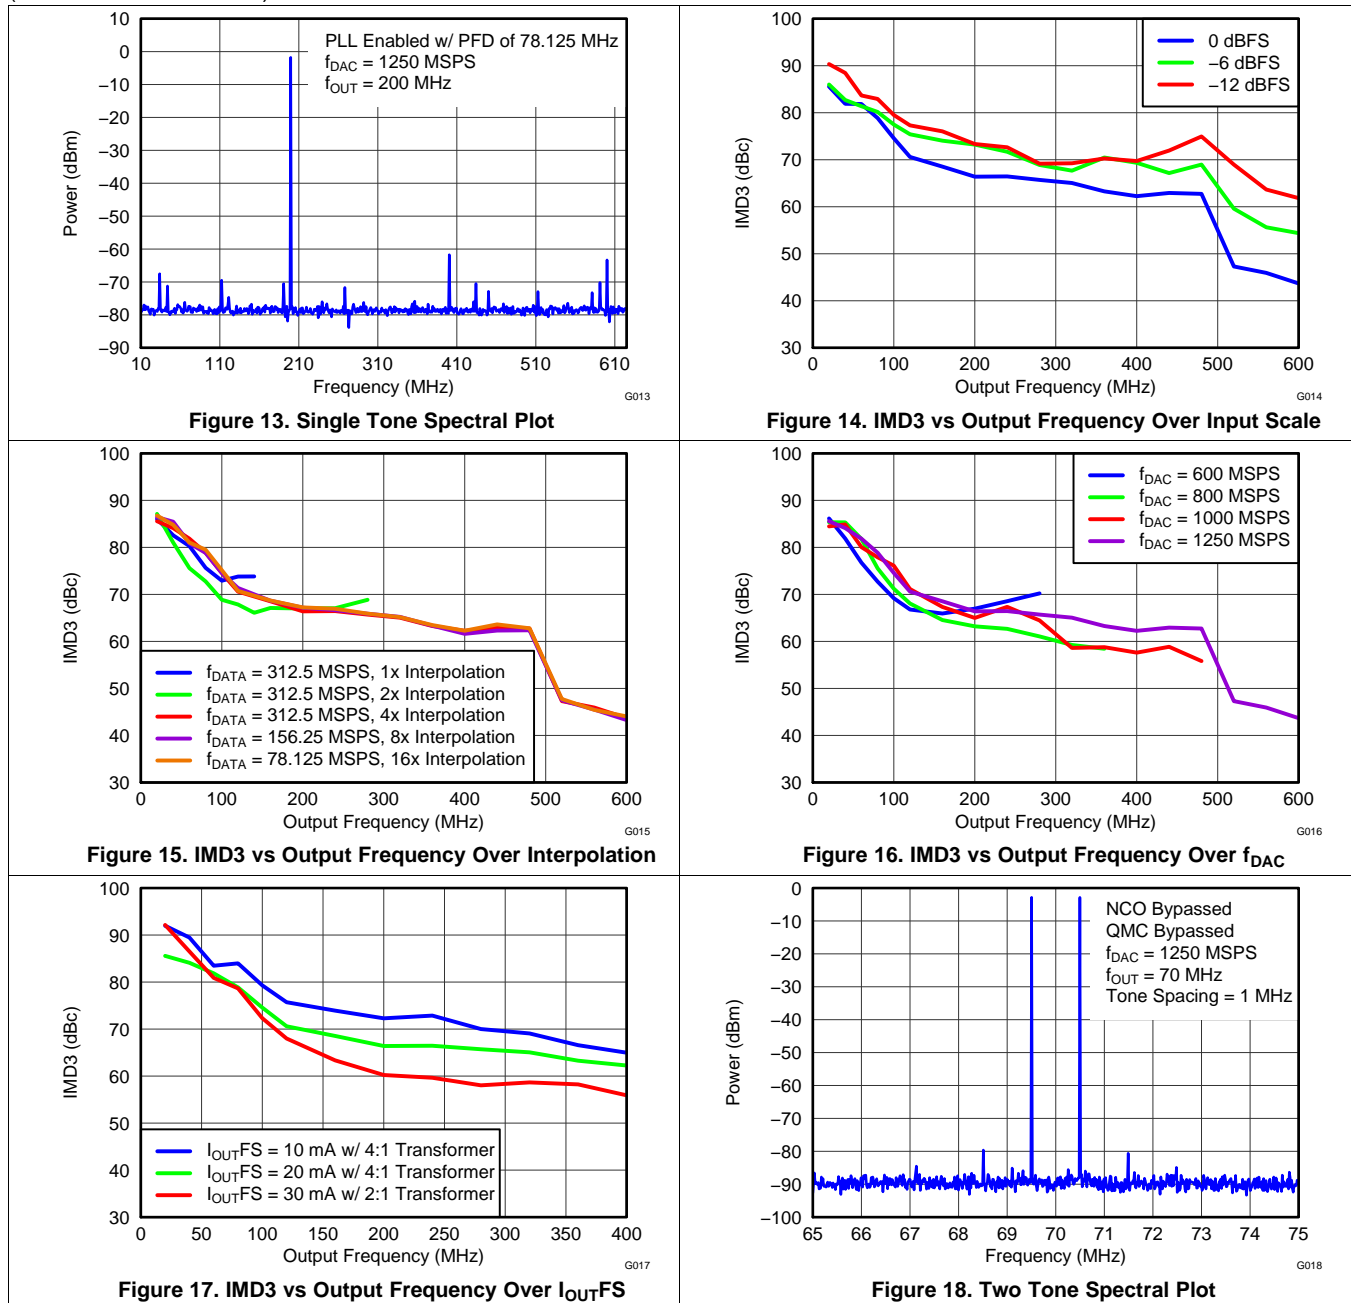 10
0
−10
−20
−30
−40
−50
−60
−70
−80
−90
Power (dBm)
PLL Enabled w/ PFD of 78.125 MHz
fDAC = 1250 MSPS
fOUT = 200 MHz
10 110 210 310 410 510 610
Frequency (MHz)
G013
Figure 13. Single Tone Spectral Plot
100
90
80
70
60
50
40
30
IMD3 (dBc)
0 dBFS
−6 dBFS
−12 dBFS
0 100 200 300 400 500 600
Output Frequency (MHz)
G014
Figure 14. IMD3 vs Output Frequency Over Input Scale
100
90
80
70
60
50
40
30
IMD3 (dBc)
fDATA = 312.5 MSPS, 1x Interpolation
fDATA = 312.5 MSPS, 2x Interpolation
fDATA = 312.5 MSPS, 4x Interpolation
fDATA = 156.25 MSPS, 8x Interpolation
fDATA = 78.125 MSPS, 16x Interpolation
0 100 200 300 400 500 600
Output Frequency (MHz)
G015
Figure 15. IMD3 vs Output Frequency Over Interpolation
100
90
80
70
60
50
40
30
IMD3 (dBc)
fDAC = 600 MSPS
fDAC = 800 MSPS
fDAC = 1000 MSPS
fDAC = 1250 MSPS
0 100 200 300 400 500 600
Output Frequency (MHz)
G016
Figure 16. IMD3 vs Output Frequency Over fDAC
100
90
80
70
60
50
40
30
IMD3 (dBc)
IOUTFS = 10 mA w/ 4:1 Transformer
IOUTFS = 20 mA w/ 4:1 Transformer
IOUTFS = 30 mA w/ 2:1 Transformer
0 50 100 150 200 250 300 350 400
Output Frequency (MHz)
G017
Figure 17. IMD3 vs Output Frequency Over IOUTFS
0
−10
−20
−30
−40
−50
−60
−70
−80
−90
−100
Power (dBm)
NCO Bypassed
QMC Bypassed
fDAC = 1250 MSPS
fOUT = 70 MHz
Tone Spacing = 1 MHz
65 66 67 68 69 70 71 72 73 74 75
Frequency (MHz)
G018
Figure 18. Two Tone Spectral Plot